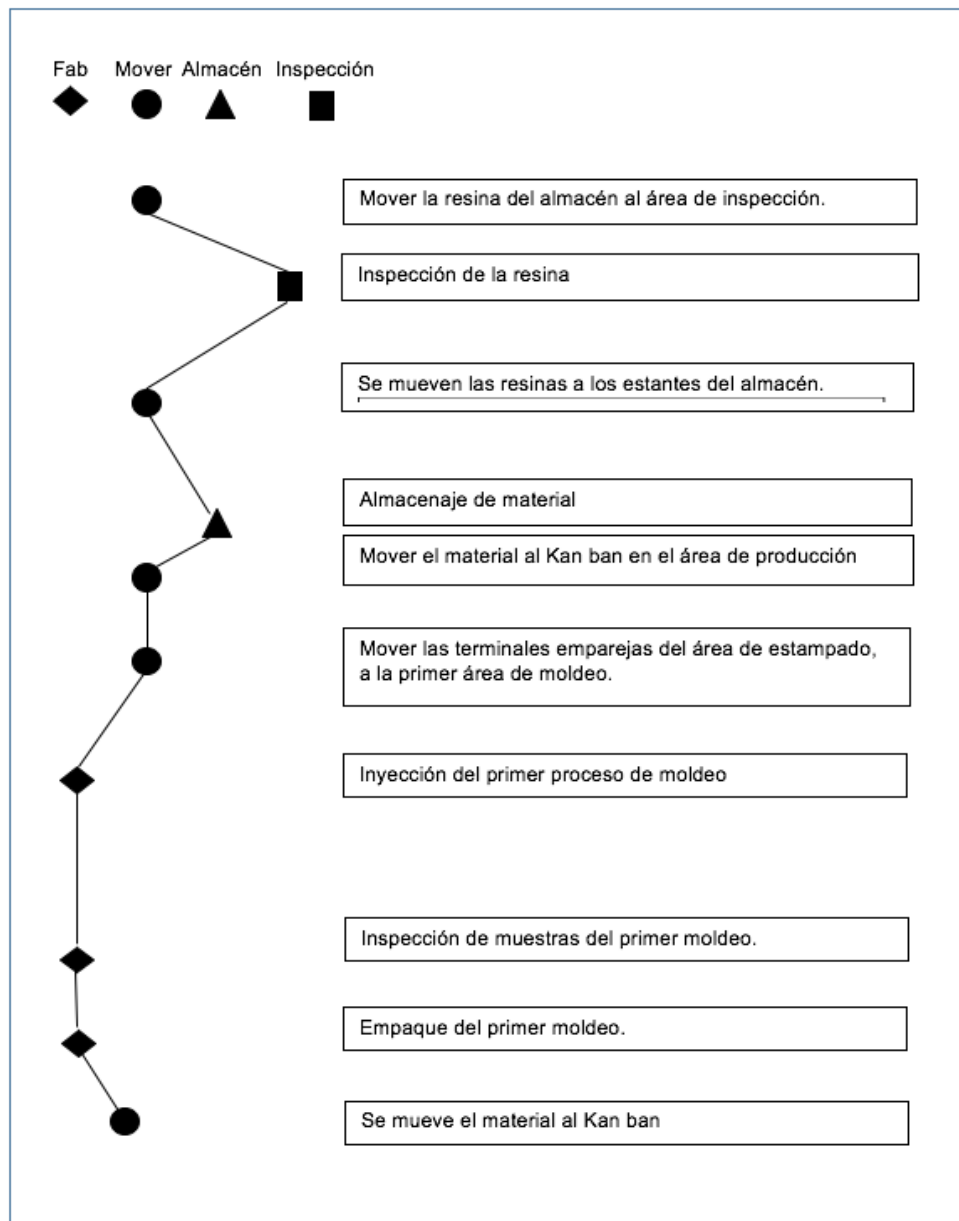 Fab Mover Almacén Inspección
Mover la resina del almacén al área de inspección.
Inspección de la resina
Se mueven las resinas a los estantes del almacén.
Almacenaje de material
Mover el material al Kan ban en el área de producción
Mover las terminales emparejas del área de estampado,
a la primer área de moldeo.
Inyección del primer proceso de moldeo
Inspección de muestras del primer moldeo.
Empaque del primer moldeo.
Se mueve el material al Kan ban